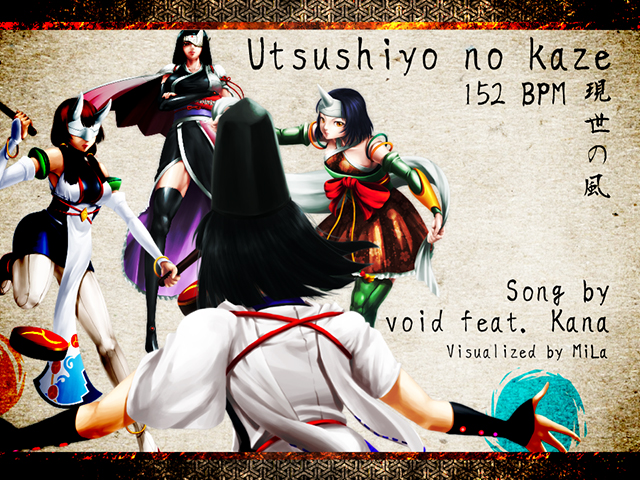 Utsushiyo no kaze
152 BPM
現世の風
Song by
void feat. Kana
Visualized by MiLa